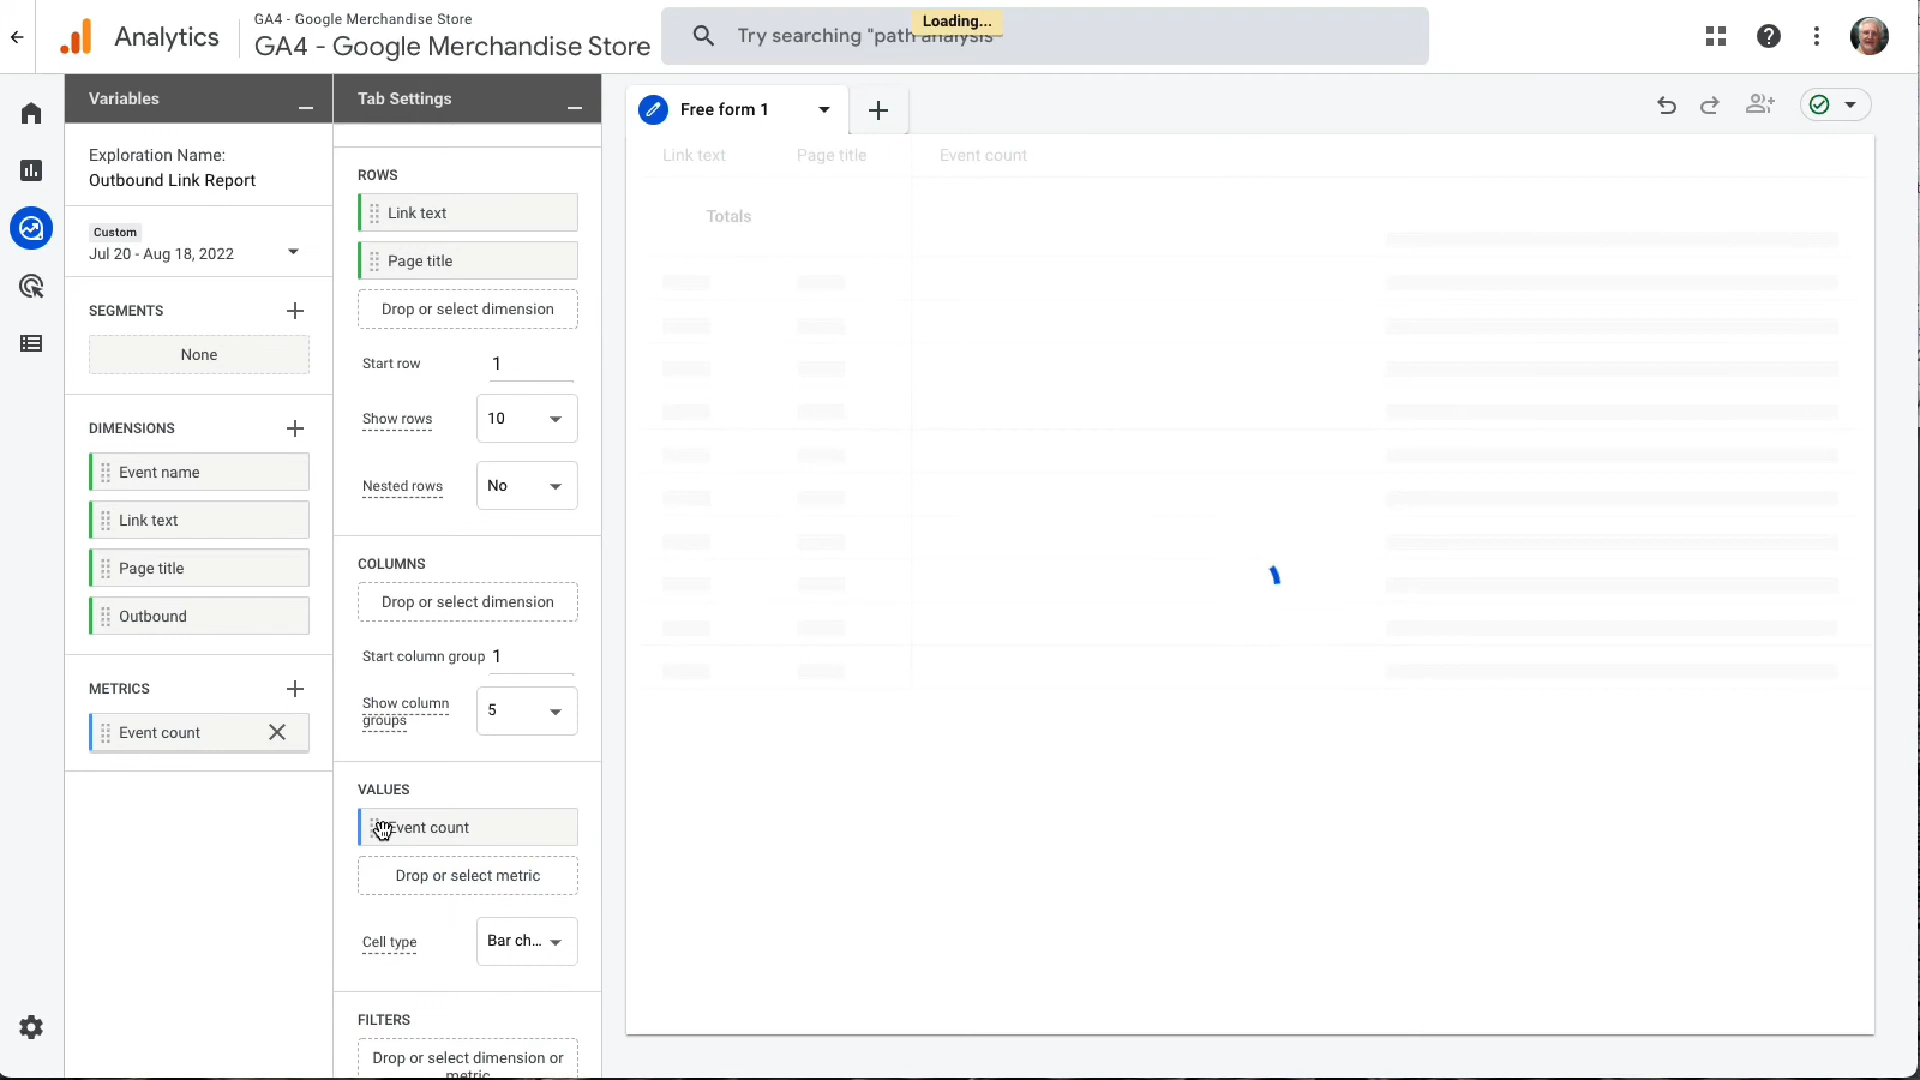 Analytics
GA4 - Google Merchandise Store
GA4 - Google Merchandise Store
Try searching "path analysis"
Loading...
Variables
Exploration Name:
Outbound Link Report
Custom
Jul 20 - Aug 18, 2022
SEGMENTS
None
DIMENSIONS
Event name
Link text
Page title
Outbound
METRICS
Event count
Tab Settings
ROWS
Link text
Page title
Drop or select dimension
Start row 1
Show rows 10
Nested rows No
COLUMNS
Drop or select dimension
Start column group 1
Show column
groups
5
VALUES
Event count
Drop or select metric
Cell type Bar ch...
FILTERS
Drop or select dimension or
metric
Free form 1
Link text Page title Event count
Totals